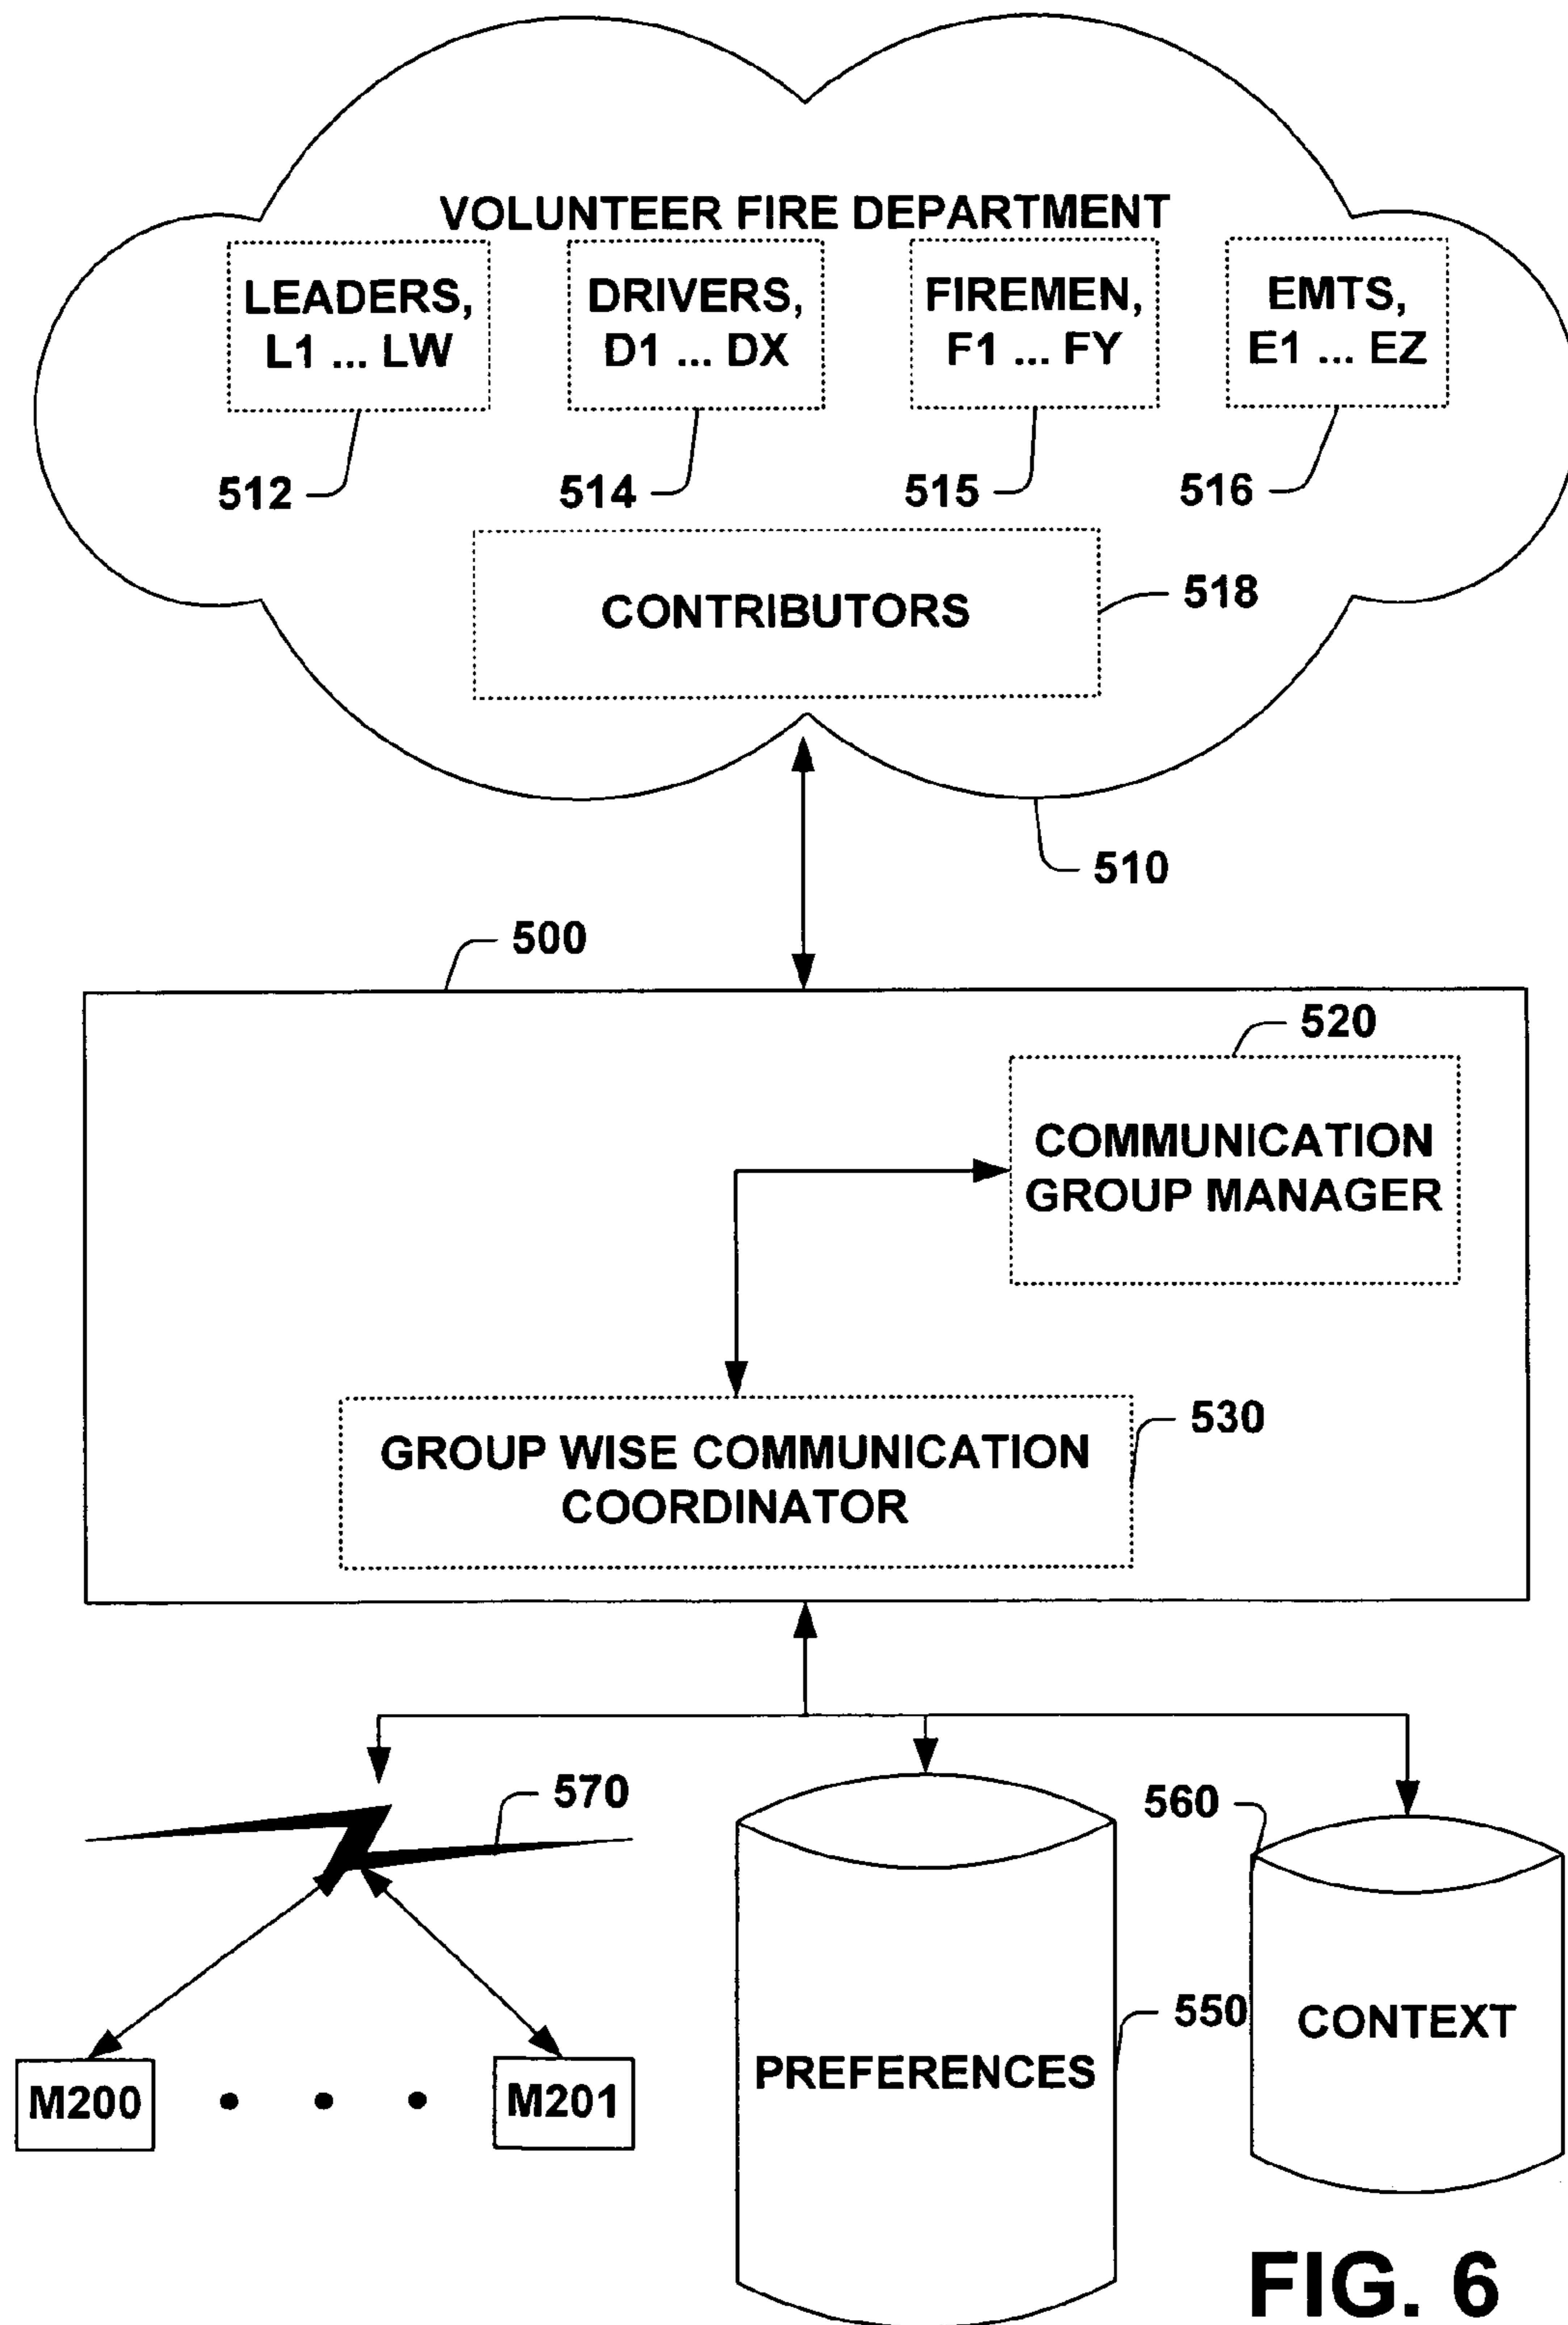 VOLUNTEER FIRE DEPARTMENT
LEADERS,
L1 ... LW
DRIVERS,
D1 ... DX
FIREMEN,
F1 ... FY
EMTS,
E1 ... EZ
512
514
515
516
CONTRIBUTORS
518
510
500
520
COMMUNICATION
GROUP MANAGER
530
GROUP WISE COMMUNICATION
COORDINATOR
570
560
550
CONTEXT
PREFERENCES
M200
M201
FIG. 6